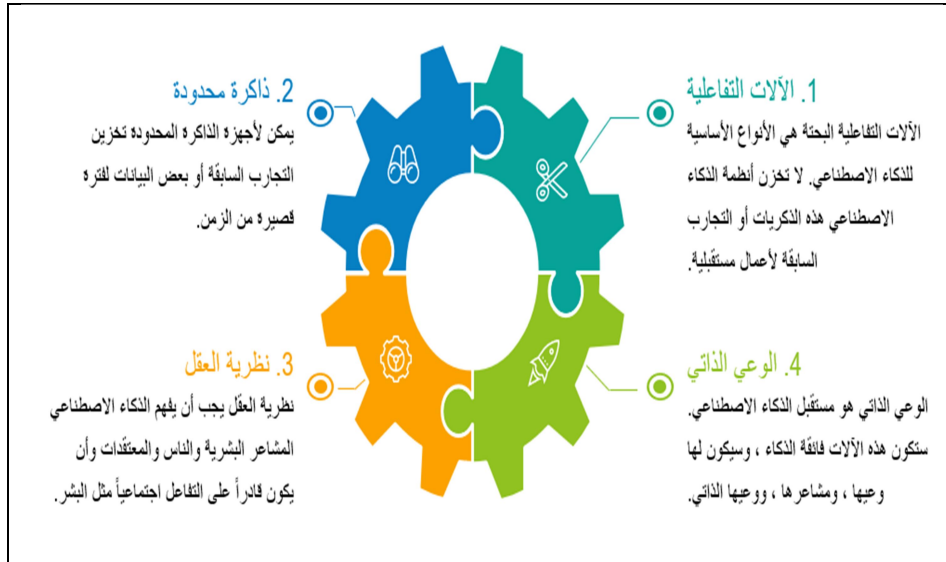 1. الآلات التفاعلية
الآلات التفاعلية البحتة هي الأنواع الأساسية
للذكاء الاصطناعي. لا تخزن أنظمة الذكاء
الاصطناعي هذه الذكريات أو التجارب
السابقة لأعمال مستقبلية.
2. ذاكرة محدودة
يمكن لأجهزة الذاكرة المحدودة تخزين
التجارب السابقة أو بعض البيانات لفترة
قصيرة من الزمن.
3. نظرية العقل
نظرية العقل يجب أن يفهم الذكاء الاصطناعي
المشاعر البشرية والناس والمعتقدات وأن
يكون قادراً على التفاعل اجتماعياً مثل البشر.
4. الوعي الذاتي
الوعي الذاتي هو مستقبل الذكاء الاصطناعي.
ستكون هذه الآلات فائقة الذكاء ، وسيكون لها
وعيها ، ومشاعرها ، ووعيها الذاتي.